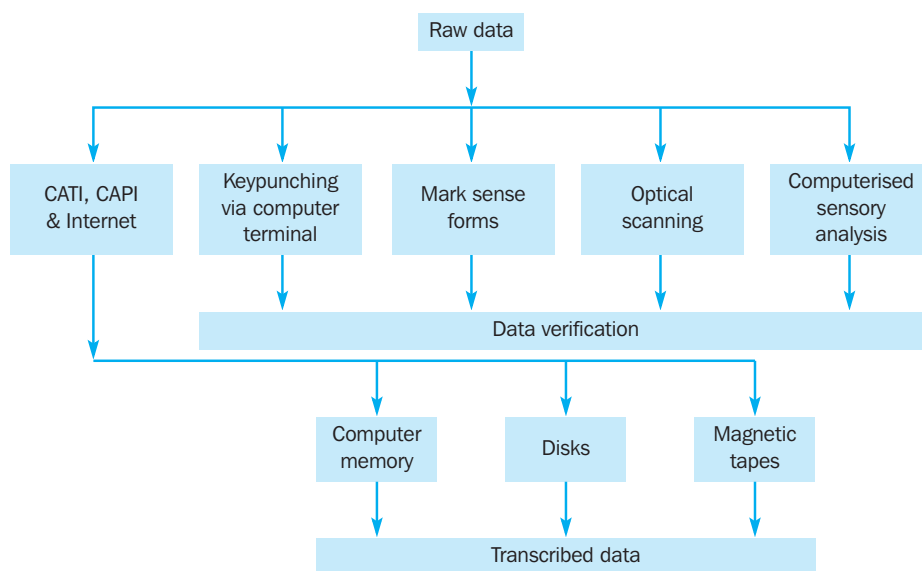 Raw data
CATI, CAPI
& Internet
Keypunching
via computer
terminal
Mark sense
forms
Optical
scanning
Computerised
sensory
analysis
Data verification
Computer
memory
Disks
Magnetic
tapes
Transcribed data